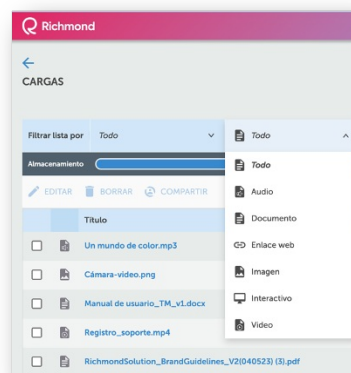 Richmond
CARGAS
Filtrar lista por Todo Todo
Almacenamiento Todo
EDITAR BORRAR COMPARTIR Audio
Título Documento
Un mundo de color.mp3 Enlace web
Cámara-video.png Imagen
Manual de usuario_TM_v1.docx Interactivo
Registro_soporte.mp4 Video
RichmondSolution_BrandGuidelines_V2(040523) (3).pdf